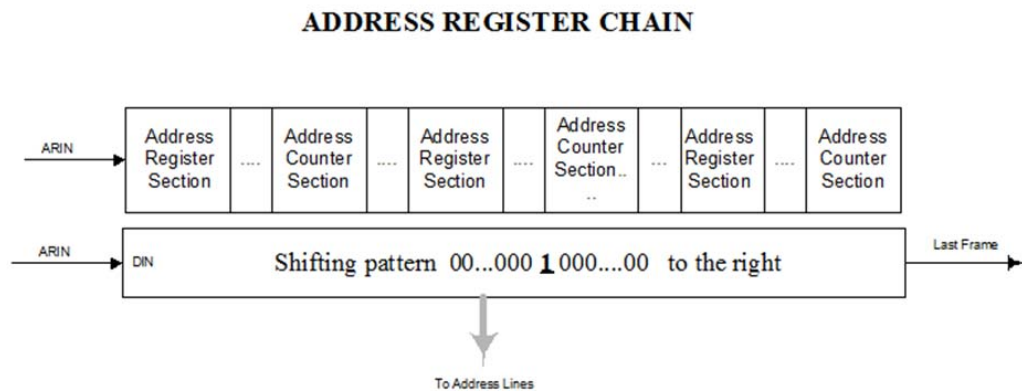 ADDRESS REGISTER CHAIN
ARIN
Address Register Section
....
Address Counter Section
....
Address Register Section
....
Address Counter Section.. ..
...
Address Register Section
....
Address Counter Section
ARIN
DIN
Shifting pattern 00...000 1 000....00 to the right
Last Frame
To Address Lines